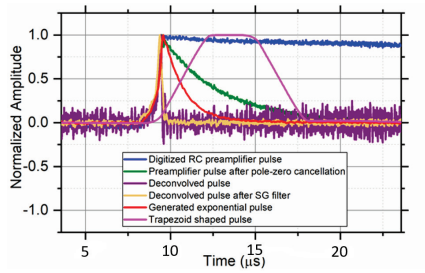 Normalized Amplitude
1.0
0.5
0.0
-0.5
-1.0
Digitized RC preamplifier pulse
Preamplifier pulse after pole-zero cancellation
Deconvolved pulse
Deconvolved pulse after SG filter
Generated exponential pulse
Trapezoid shaped pulse
5 10 15 20
Time (μs)